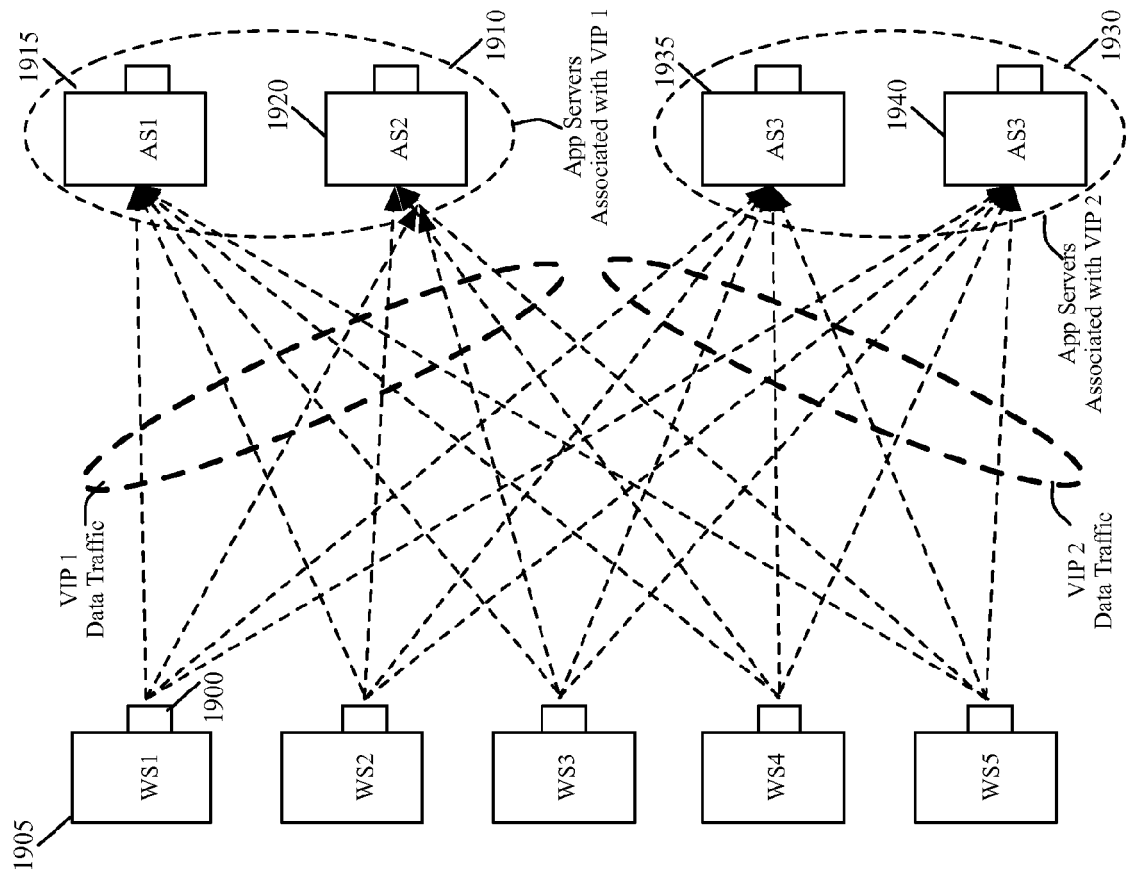 1905
WS1
1900
WS2
WS3
WS4
WS5
VIP 1
Data Traffic
VIP 2
Data Traffic
1915
AS1
1910
1920
AS2
App Servers
Associated with VIP 1
1935
AS3
1930
1940
AS3
App Servers
Associated with VIP 2